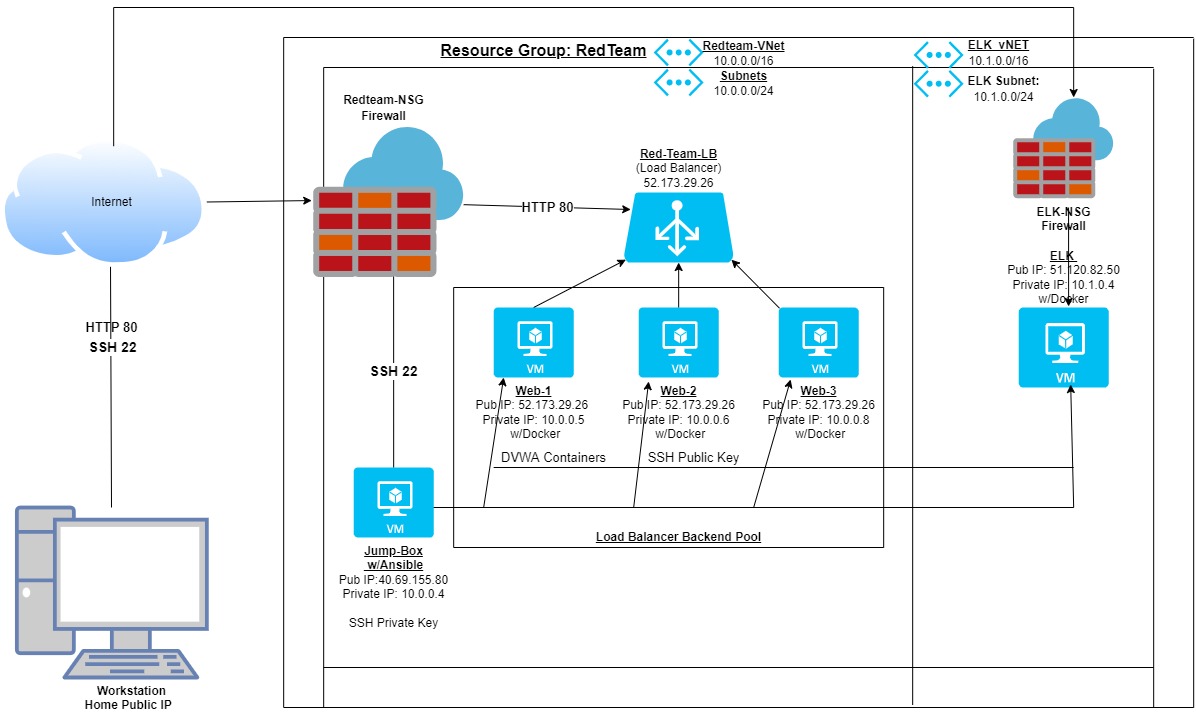 Resource Group: RedTeam
Redteam-VNet
10.0.0.0/16
Subnets
10.0.0.0/24
ELK vNET
10.1.0.0/16
ELK Subnet:
10.1.0.0/24
Redteam-NSG
Firewall
Internet
HTTP 80
Red-Team-LB
(Load Balancer)
52.173.29.26
ELK-NSG
Firewall
ELK
Pub IP: 51.120.82.50
Private IP: 10.1.0.4
w/Docker
VM
HTTP 80
SSH 22
SSH 22
VM
Web-1
Pub IP: 52.173.29.26
Private IP: 10.0.0.5
w/Docker
VM
Web-2
Pub IP: 52.173.29.26
Private IP: 10.0.0.6
w/Docker
VM
Web-3
Pub IP: 52.173.29.26
Private IP: 10.0.0.8
w/Docker
DVWA Containers
SSH Public Key
Load Balancer Backend Pool
VM
Jump-Box
w/Ansible
Pub IP:40.69.155.80
Private IP: 10.0.0.4
SSH Private Key
Workstation
Home Public IP